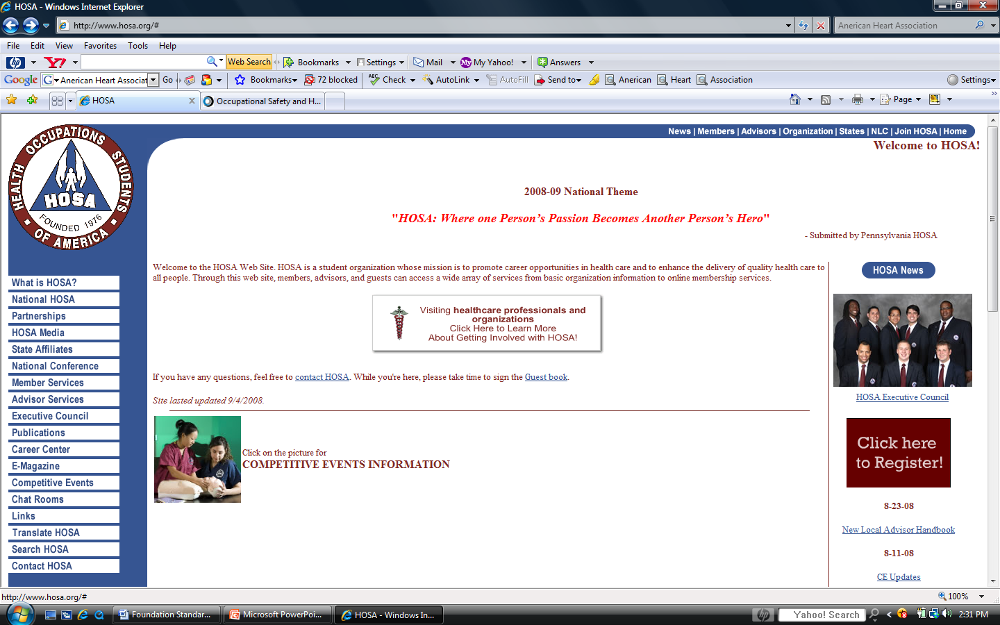 HOSA - Windows Internet Explorer
http://www.hosa.org/#
Anerican Heart Association
File Edit View Favorites Tools Help
hp Y! Web Search Bookmarks Settings Mail My My Yahoo! Answers
Google G Anerican Heart Associat Go Bookmarks 72 blocked ABC Check AutoLink AutoFill Send to Anerican Heart Association Settings
HOSA
Occupational Safety and H...
Page
HEALTH OCCUPATIONS STUDENTS
OF AMERICA
HOSA
FOUNDED 1976
News | Members | Advisors | Organization | States | NLC | Join HOSA | Home
Welcome to HOSA!
2008-09 National Theme
"HOSA: Where one Person's Passion Becomes Another Person's Hero"
- Submitted by Pennsylvania HOSA
What is HOSA?
National HOSA
Partnerships
HOSA Media
State Affiliates
National Conference
Member Services
Advisor Services
Executive Council
Publications
Career Center
E-Magazine
Competitive Events
Chat Rooms
Links
Translate HOSA
Search HOSA
Contact HOSA
Welcome to the HOSA Web Site. HOSA is a student organization whose mission is to promote career opportunities in health care and to enhance the delivery of quality health care to
all people. Through this web site, members, advisors, and guests can access a wide array of services from basic organization information to online membership services.
Visiting healthcare professionals and
organizations
Click Here to Learn More
About Getting Involved with HOSA!
If you have any questions, feel free to contact HOSA. While you're here, please take time to sign the Guest book.
Site lasted updated 9/4/2008.
Click on the picture for
COMPETITIVE EVENTS INFORMATION
HOSA News
HOSA Executive Council
Click here
to Register!
8-23-08
New Local Advisor Handbook
8-11-08
CE Updates
http://www.hosa.org/#
100%
Foundation Standar...
Microsoft PowerPoi...
HOSA - Windows In...
hp
Yahoo! Search
2:31 PM